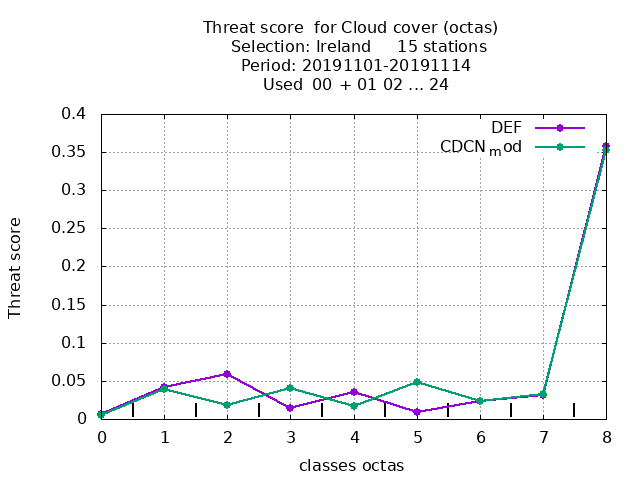 Threat score  for Cloud cover (octas)
Selection: Ireland     15 stations
Period: 20191101-20191114
Used  00 + 01 02 ... 24
0.4
0.35
0.3
0.25
0.2
0.15
0.1
0.05
0
Threat score
DEF
CDCNmod
0 1 2 3 4 5 6 7 8
classes octas